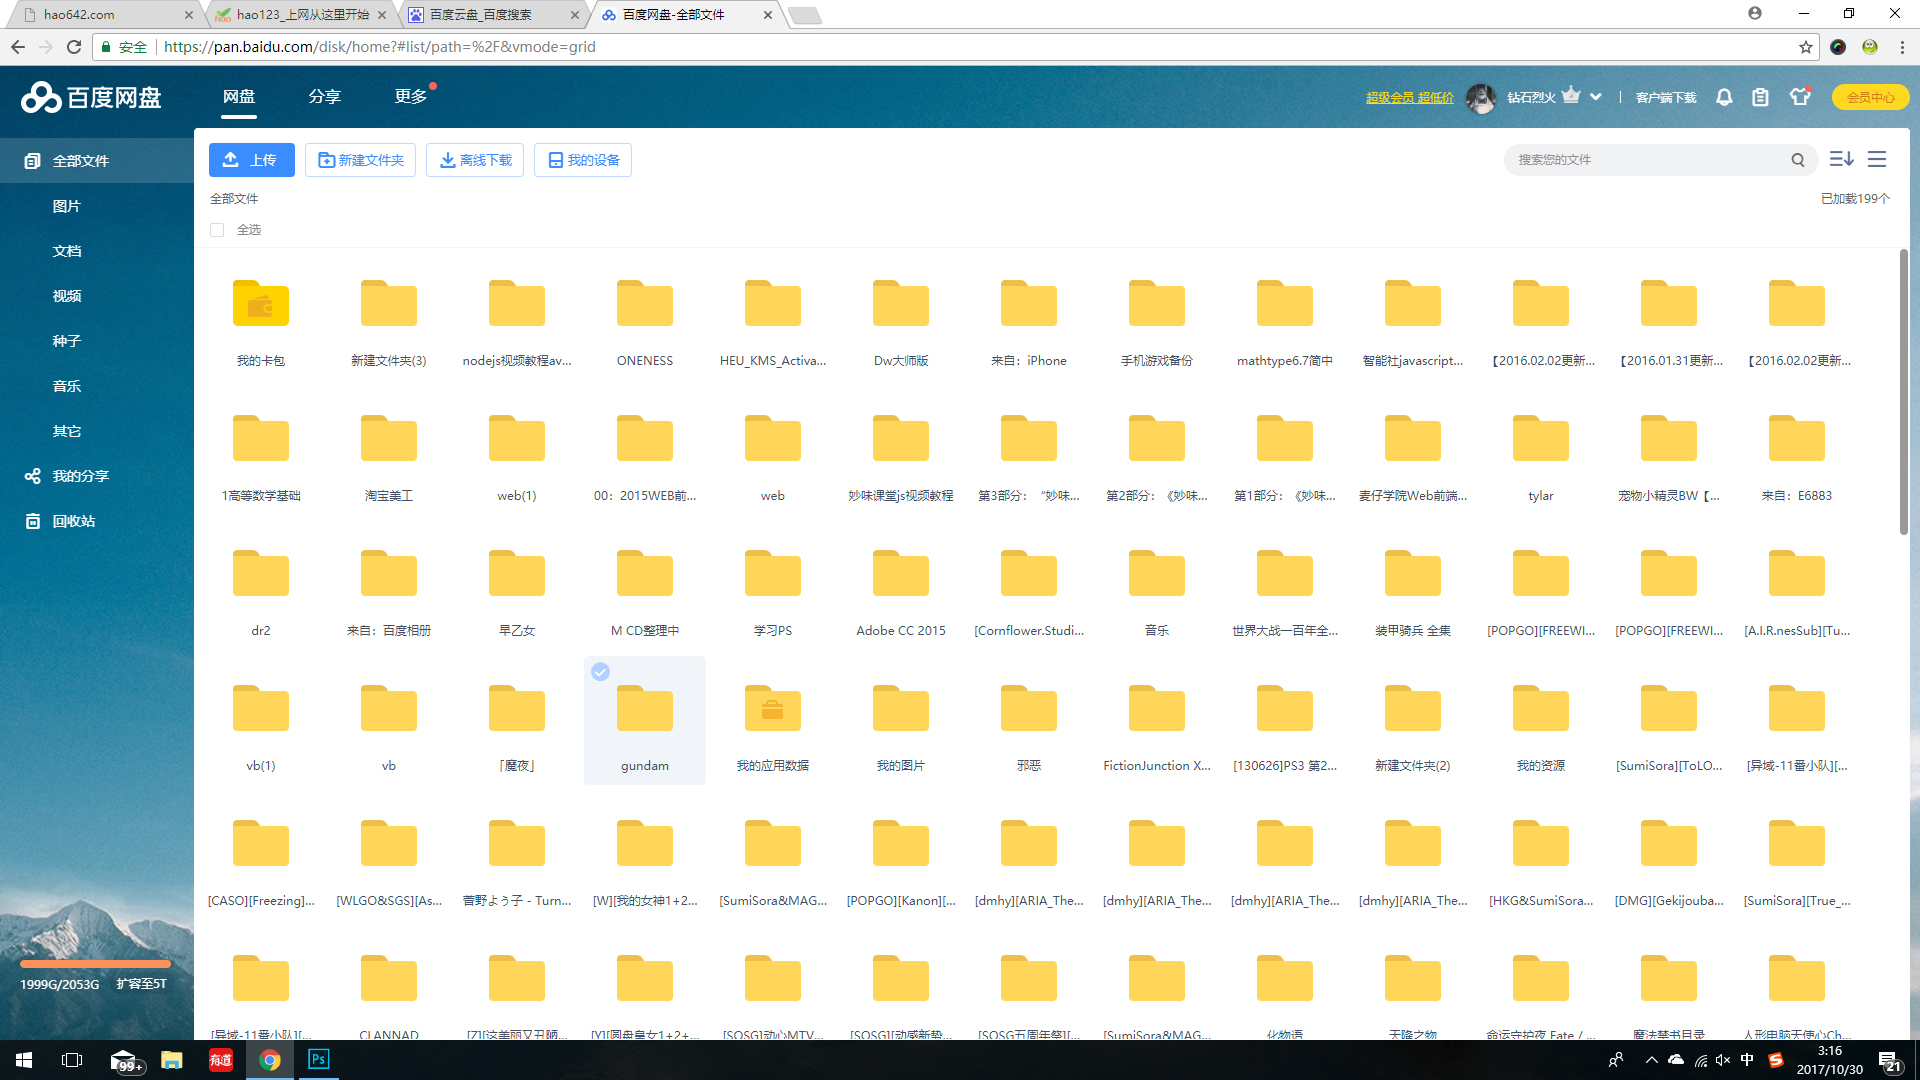 hao642.com
hao123_上网从这里开始
百度云盘_百度搜索
百度网盘-全部文件
安全
https://pan.baidu.com/disk/home?#list/path=%2F&vmode=grid
百度网盘
网盘
分享
更多
超级会员 超低价
钻石烈火
客户端下载
会员中心
全部文件
图片
文档
视频
种子
音乐
其它
我的分享
回收站
1999G/2053G
扩容至5T
上传
新建文件夹
离线下载
我的设备
搜索您的文件
全部文件
已加载199个
全选
我的卡包
新建文件夹(3)
nodejs视频教程av...
ONENESS
HEU_KMS_Activa...
Dw大师版
来自：iPhone
手机游戏备份
mathtype6.7简中
智能社javascript...
【2016.02.02更新...
【2016.01.31更新...
【2016.02.02更新...
1高等数学基础
淘宝美工
web(1)
00：2015WEB前...
web
妙味课堂js视频教程
第3部分：“妙味...
第2部分：《妙味...
第1部分：《妙味...
麦仔学院Web前端...
tylar
宠物小精灵BW【...
来自：E6883
dr2
来自：百度相册
早乙女
M CD整理中
学习PS
Adobe CC 2015
[Cornflower.Studi...
音乐
世界大战一百年全...
装甲骑兵 全集
[POPGO][FREEWI...
[POPGO][FREEWI...
[A.I.R.nesSub][Tu...
vb(1)
vb
「魔夜」
gundam
我的应用数据
我的图片
邪恶
FictionJunction X...
[130626]PS3 第2...
新建文件夹(2)
我的资源
[SumiSora][ToLO...
[异域-11番小队][...
[CASO][Freezing]...
[WLGO&SGS][As...
菅野よう子 - Turn...
[W][我的女神1+2...
[SumiSora&MAG...
[POPGO][Kanon][...
[dmhy][ARIA_The...
[dmhy][ARIA_The...
[dmhy][ARIA_The...
[dmhy][ARIA_The...
[HKG&SumiSora...
[DMG][Gekijouba...
[SumiSora][True_...
[异域-11番小队][...
CLANNAD
[Z][这美丽又丑陋...
[Y][圆盘皇女1+2+...
[SOSG]动心MTV...
[SOSG][动感新势...
[SOSG五周年祭][...
[SumiSora&MAG...
化物语
天降之物
命运守护夜 Fate / ...
魔法禁书目录
人形电脑天使心Ch...
99+
有道
Ps
中
3:16
2017/10/30
21